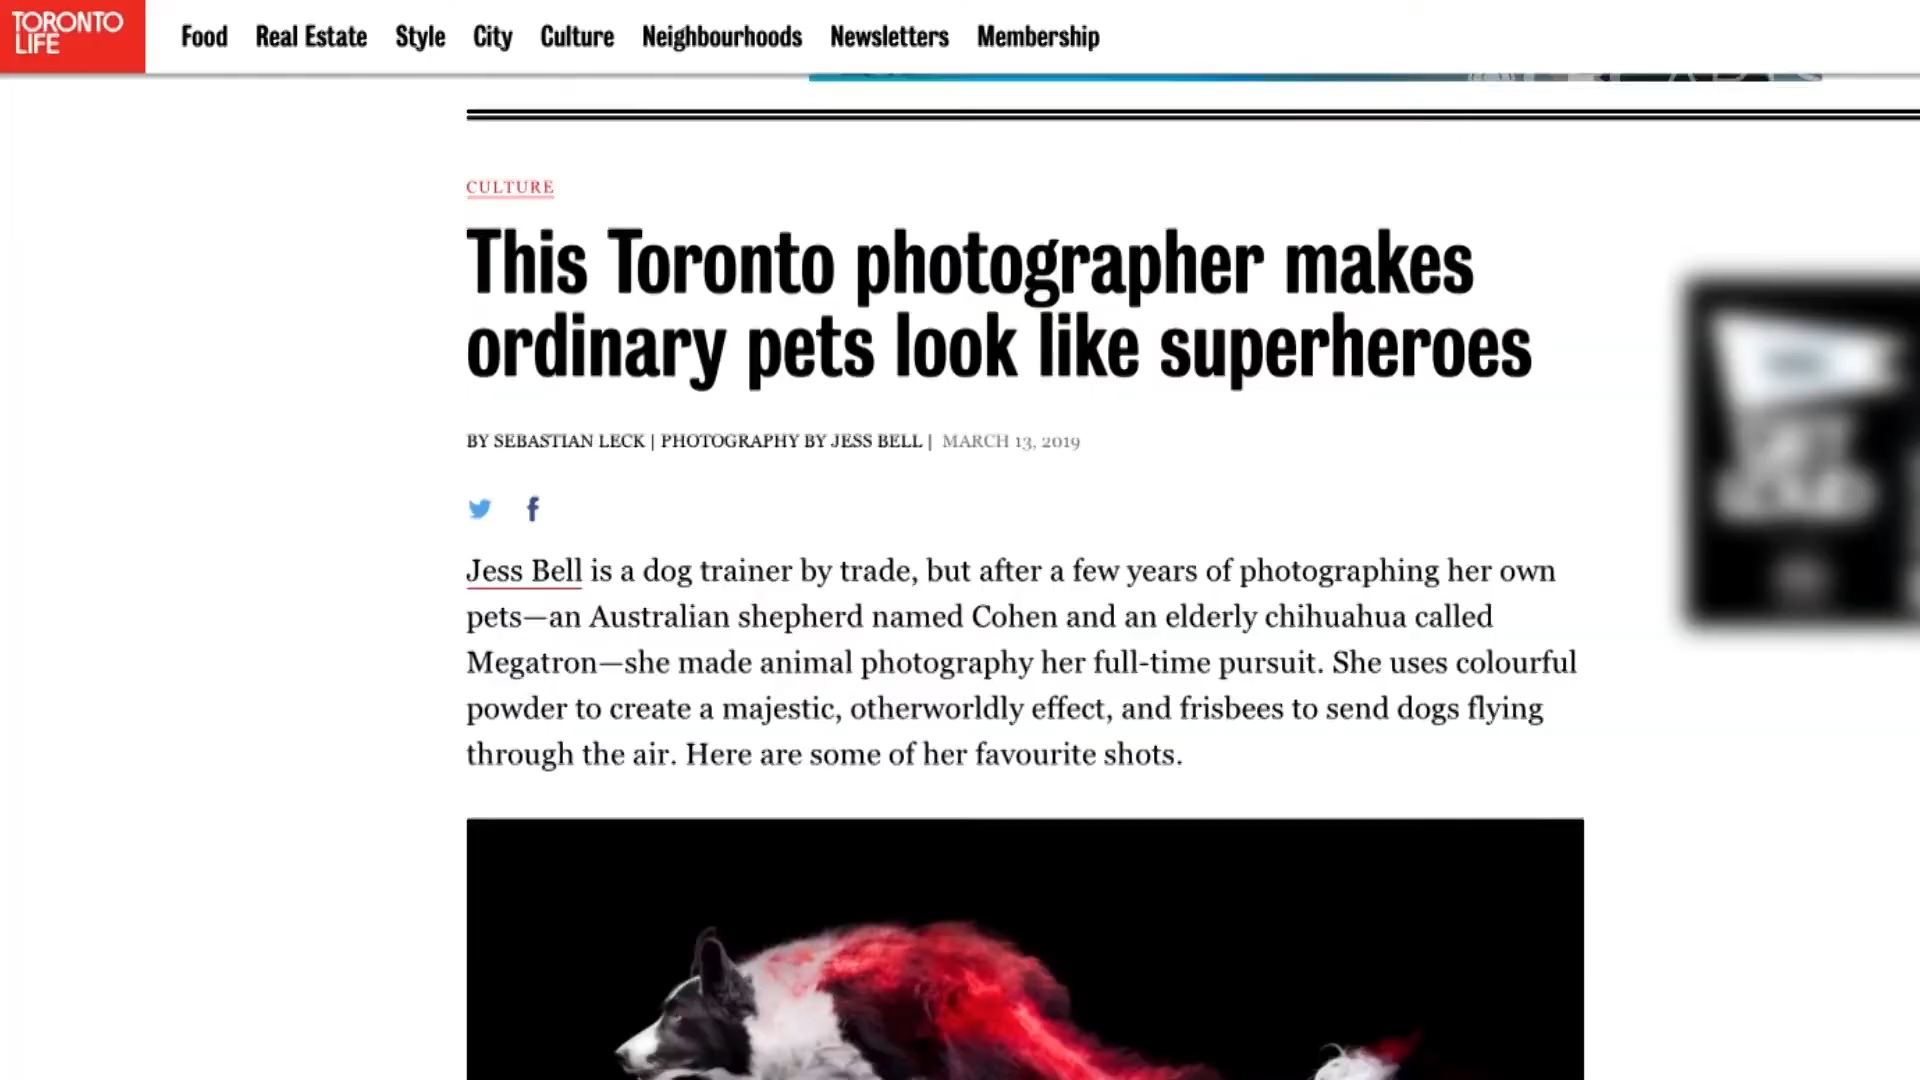 TORONTO
LIFE
Food Real Estate Style City Culture Neighbourhoods Newsletters Membership
CULTURE
This Toronto photographer makes
ordinary pets look like superheroes
BY SEBASTIAN LECK | PHOTOGRAPHY BY JESS BELL | MARCH 13, 2019
Jess Bell is a dog trainer by trade, but after a few years of photographing her own
pets—an Australian shepherd named Cohen and an elderly chihuahua called
Megatron—she made animal photography her full-time pursuit. She uses colourful
powder to create a majestic, otherworldly effect, and frisbees to send dogs flying
through the air. Here are some of her favourite shots.